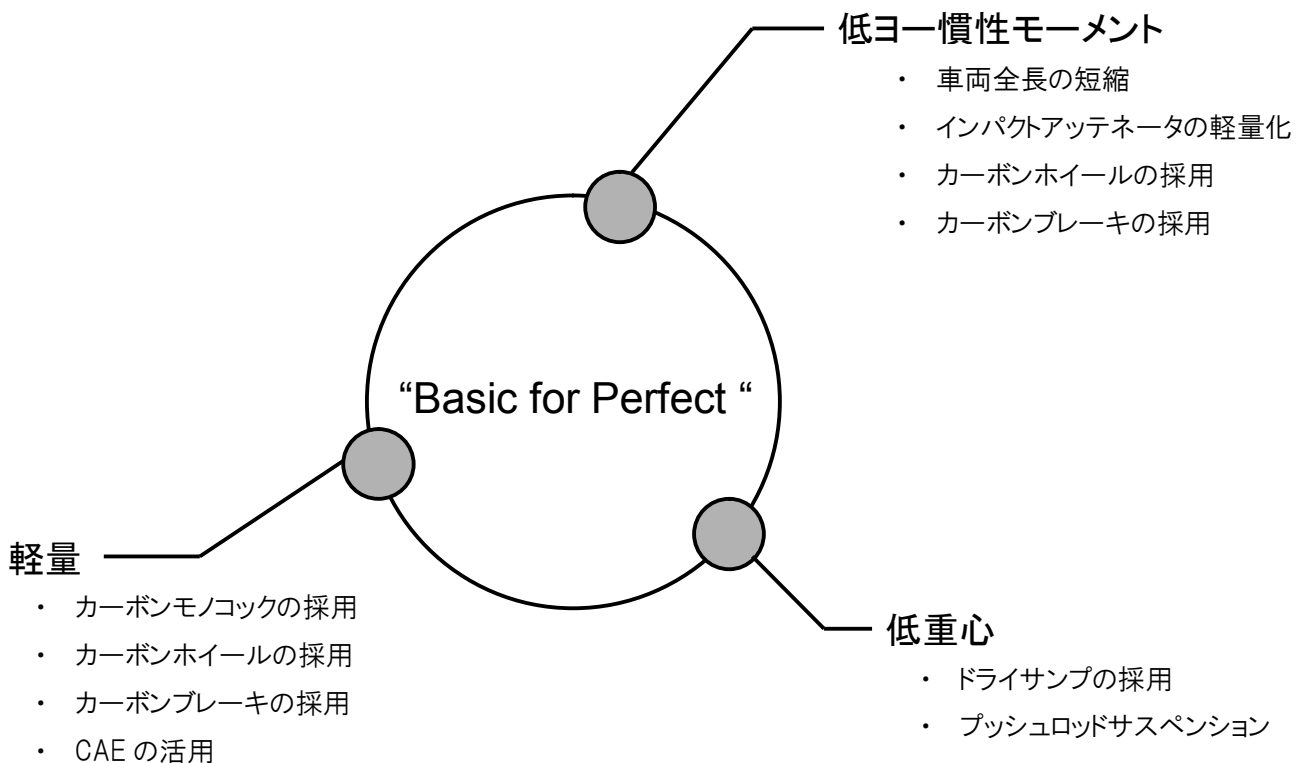 低ヨー慣性モーメント
・ 車両全長の短縮
・ インパクトアッテネータの軽量化
・ カーボンホイールの採用
・ カーボンブレーキの採用
“Basic for Perfect “
軽量
・ カーボンモノコックの採用
・ カーボンホイールの採用
・ カーボンブレーキの採用
・ CAE の活用
低重心
・ ドライサンプの採用
・ プッシュロッドサスペンション